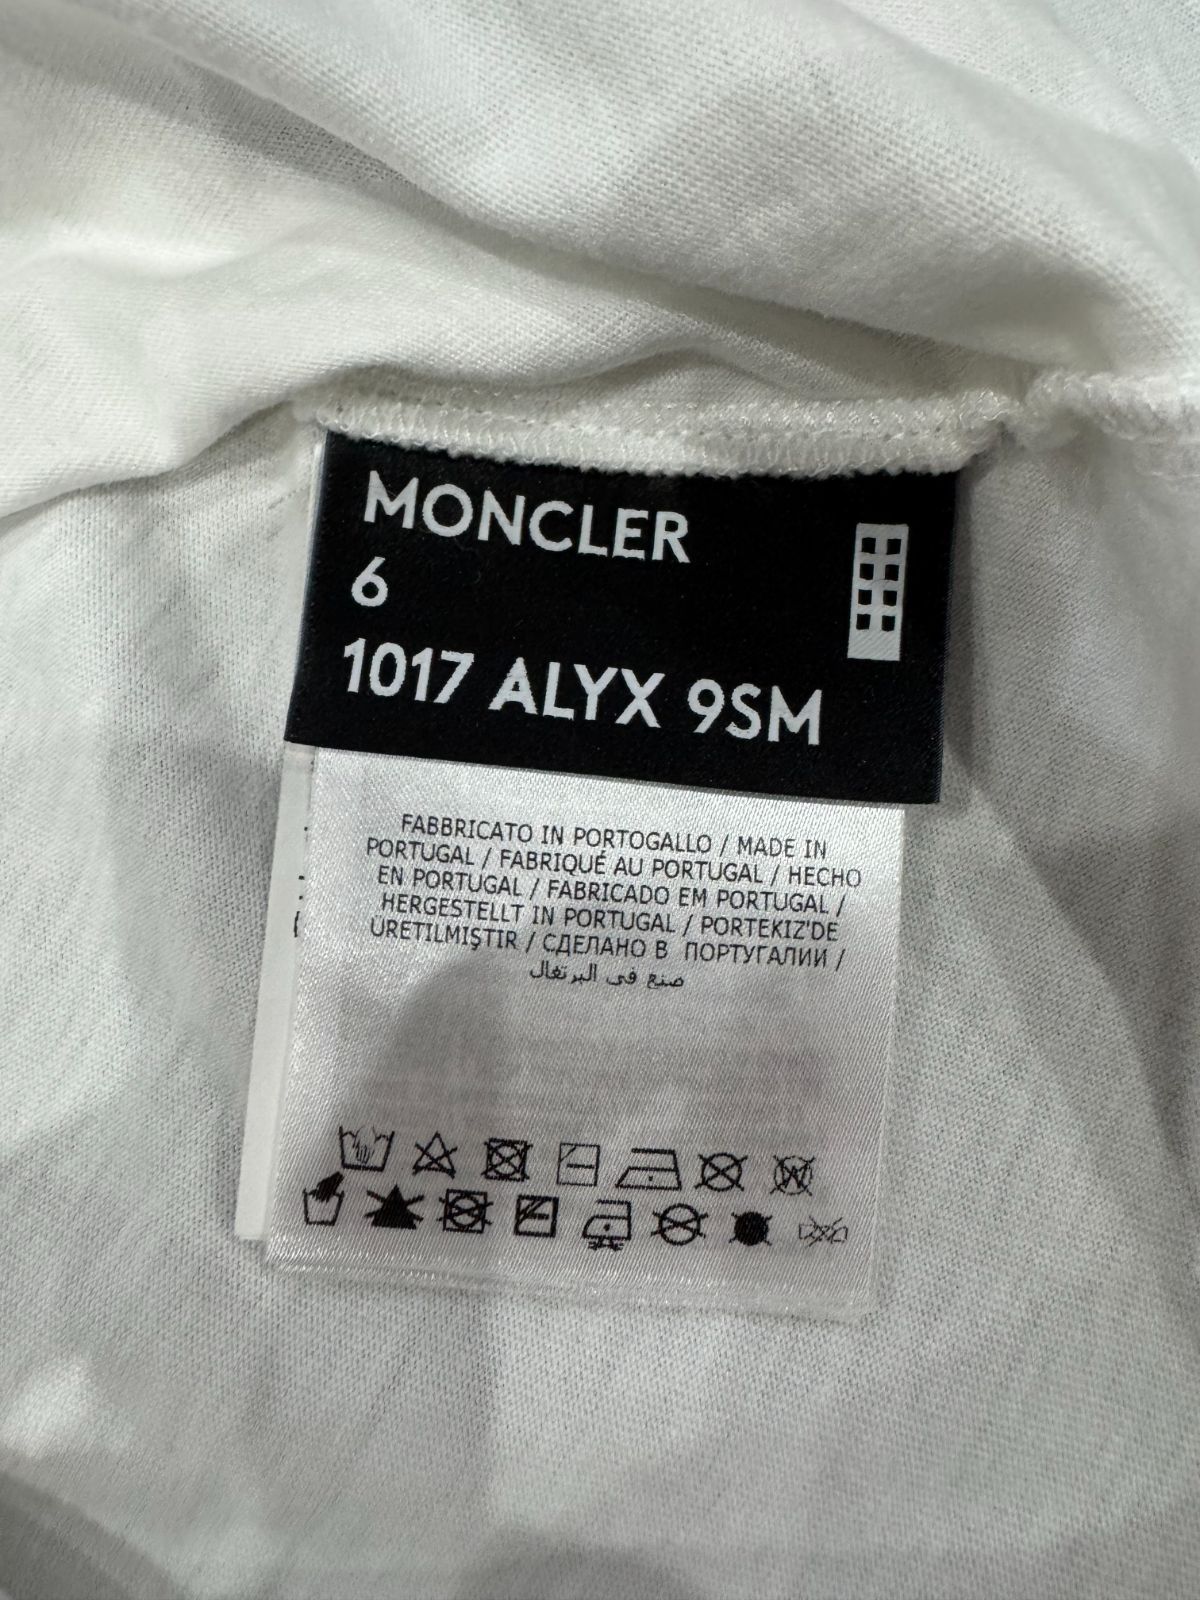 MONCLER
6
1017 ALYX 9SM
FABBRICATO IN PORTOGALLO / MADE IN
PORTUGAL / FABRIQUÉ AU PORTUGAL / HECHO
EN PORTUGAL / FABRICADO EM PORTUGAL /
HERGESTELLT IN PORTUGAL / PORTEKIZ'DE
ÜRETILMIŞTIR / СДЕЛАНО В ПОРТУГАЛИИ /
صنع في البرتغال